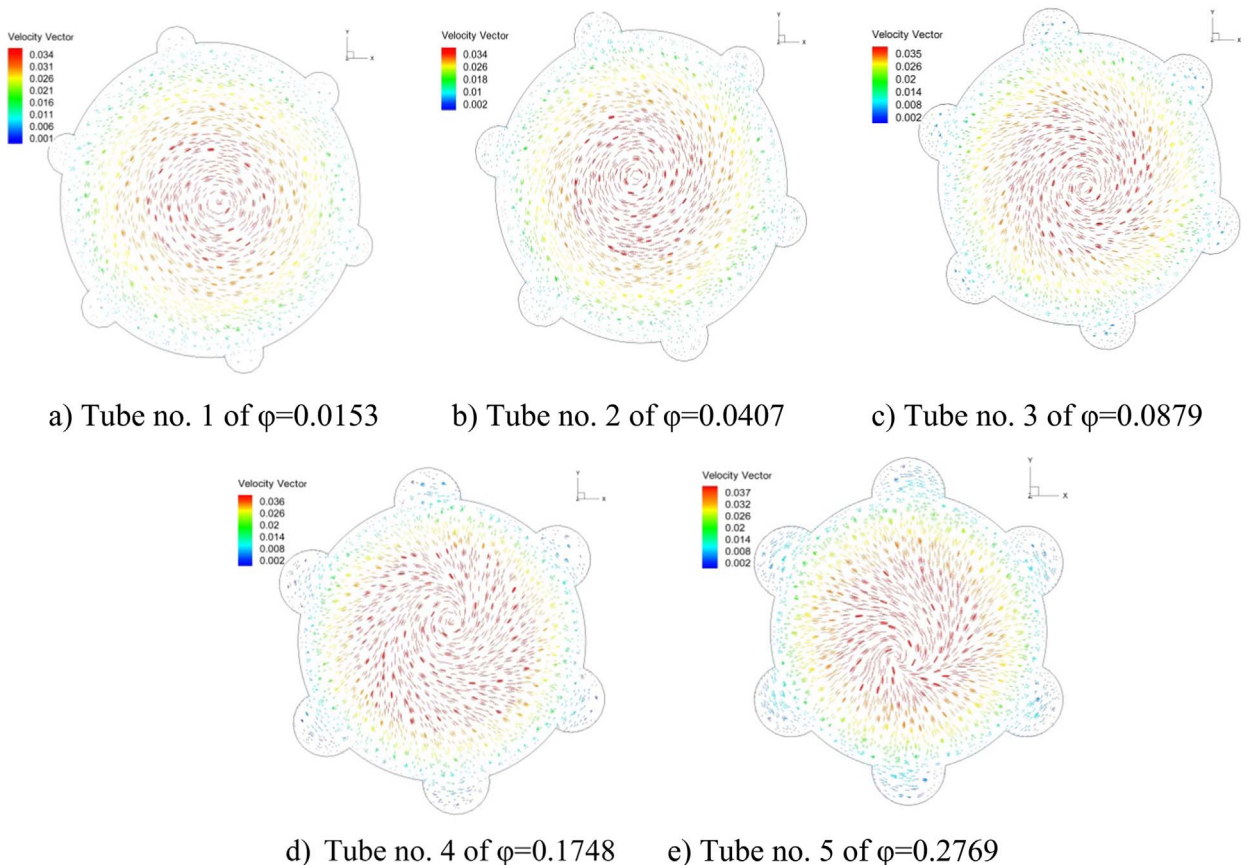 Velocity Vector
0.034
0.031
0.026
0.021
0.016
0.011
0.006
0.001
Y
Z X
Velocity Vector
0.034
0.026
0.018
0.01
0.002
Y
Z X
Velocity Vector
0.035
0.026
0.02
0.014
0.008
0.002
Y
Z X
a) Tube no. 1 of φ=0.0153
b) Tube no. 2 of φ=0.0407
c) Tube no. 3 of φ=0.0879
Velocity Vector
0.036
0.026
0.02
0.014
0.008
0.002
Y
Z X
Velocity Vector
0.037
0.032
0.026
0.02
0.014
0.008
0.002
Y
Z X
d) Tube no. 4 of φ=0.1748
e) Tube no. 5 of φ=0.2769